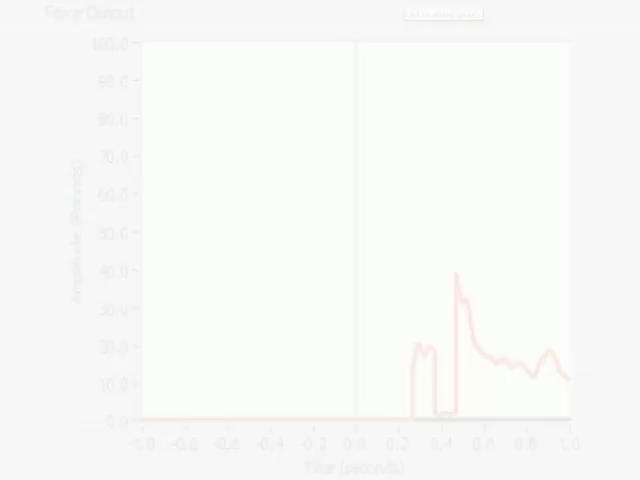 Force Output
100.0
90.0
80.0
70.0
60.0
50.0
40.0
30.0
20.0
10.0
0.0
-1.0 -0.8 -0.6 -0.4 -0.2 0.0 0.2 0.4 0.6 0.8 1.0
Time (seconds)
Amplitude (Pounds)